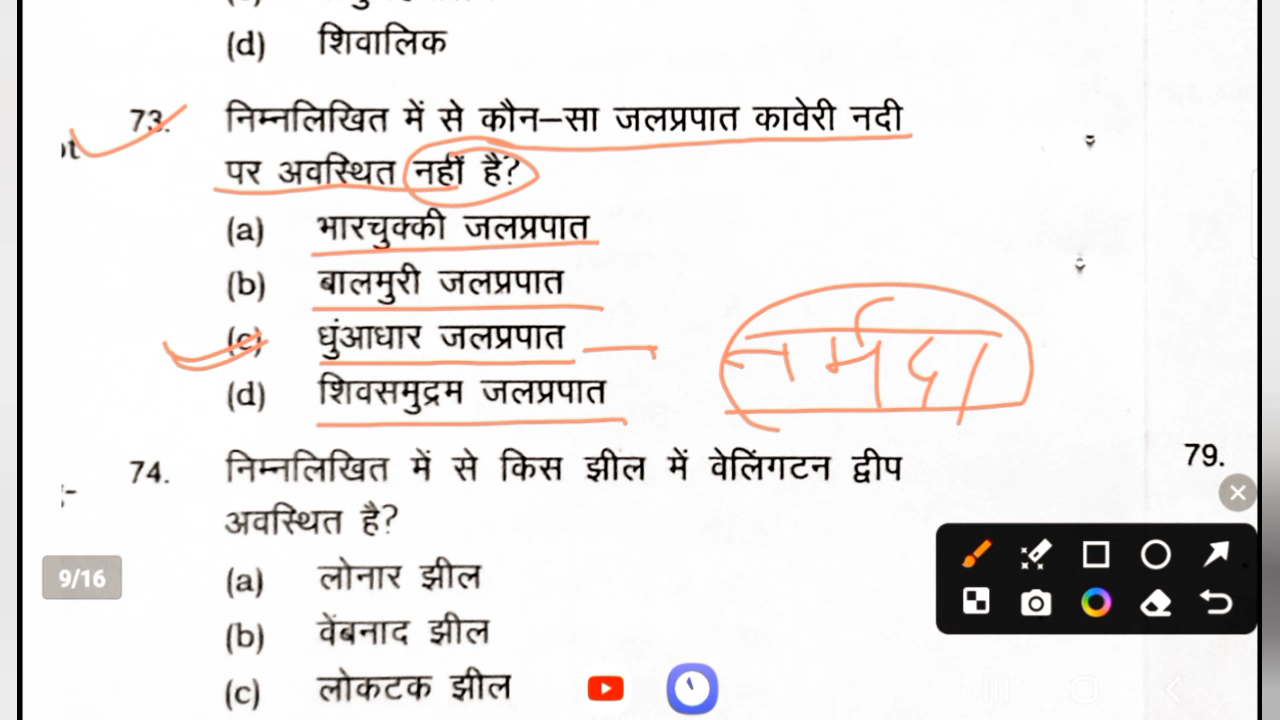 (d) शिवालिक
73. निम्नलिखित में से कौन-सा जलप्रपात कावेरी नदी
पर अवस्थित नहीं है?
(a) भारचुक्की जलप्रपात
(b) बालमुरी जलप्रपात
(c) धुंआधार जलप्रपात
नर्मदा
(d) शिवसमुद्रम जलप्रपात
74. निम्नलिखित में से किस झील में वेलिंगटन द्वीप
अवस्थित है?
(a) लोनार झील
(b) वेंबनाद झील
(c) लोकटक झील
79.
9/16